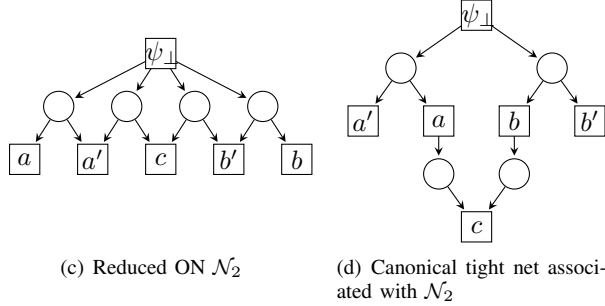 ψ⊥
a a′ c b′ b
(c) Reduced ON 𝒩₂
ψ⊥
a′ a b b′
c
(d) Canonical tight net associ-
ated with 𝒩₂